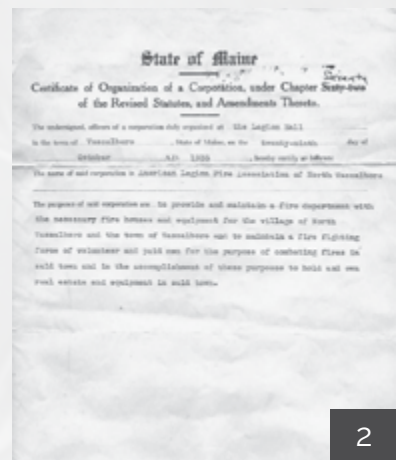 State of Maine
Seventy
Certificate of Organization of a Corporation, under Chapter Sixty-two
of the Revised Statutes, and Amendments Thereto.
The undersigned, officers of a corporation duly organized at the Legion Hall
in the town of Vassalboro, State of Maine, on the twenty-ninth day of
October A.D. hereby certify as follows:
The name of said corporation is American Legion Fire Association of North Vassalboro
The purpose of said corporation are to provide and maintain a fire department with
the necessary fire houses and equipment for the village of North
Vassalboro and the town of Vassalboro and to maintain a fire fighting
force of volunteer and paid men for the purpose of combating fires in
said town and in the accomplishment of these purposes to hold and own
real estate and equipment in said town.
2